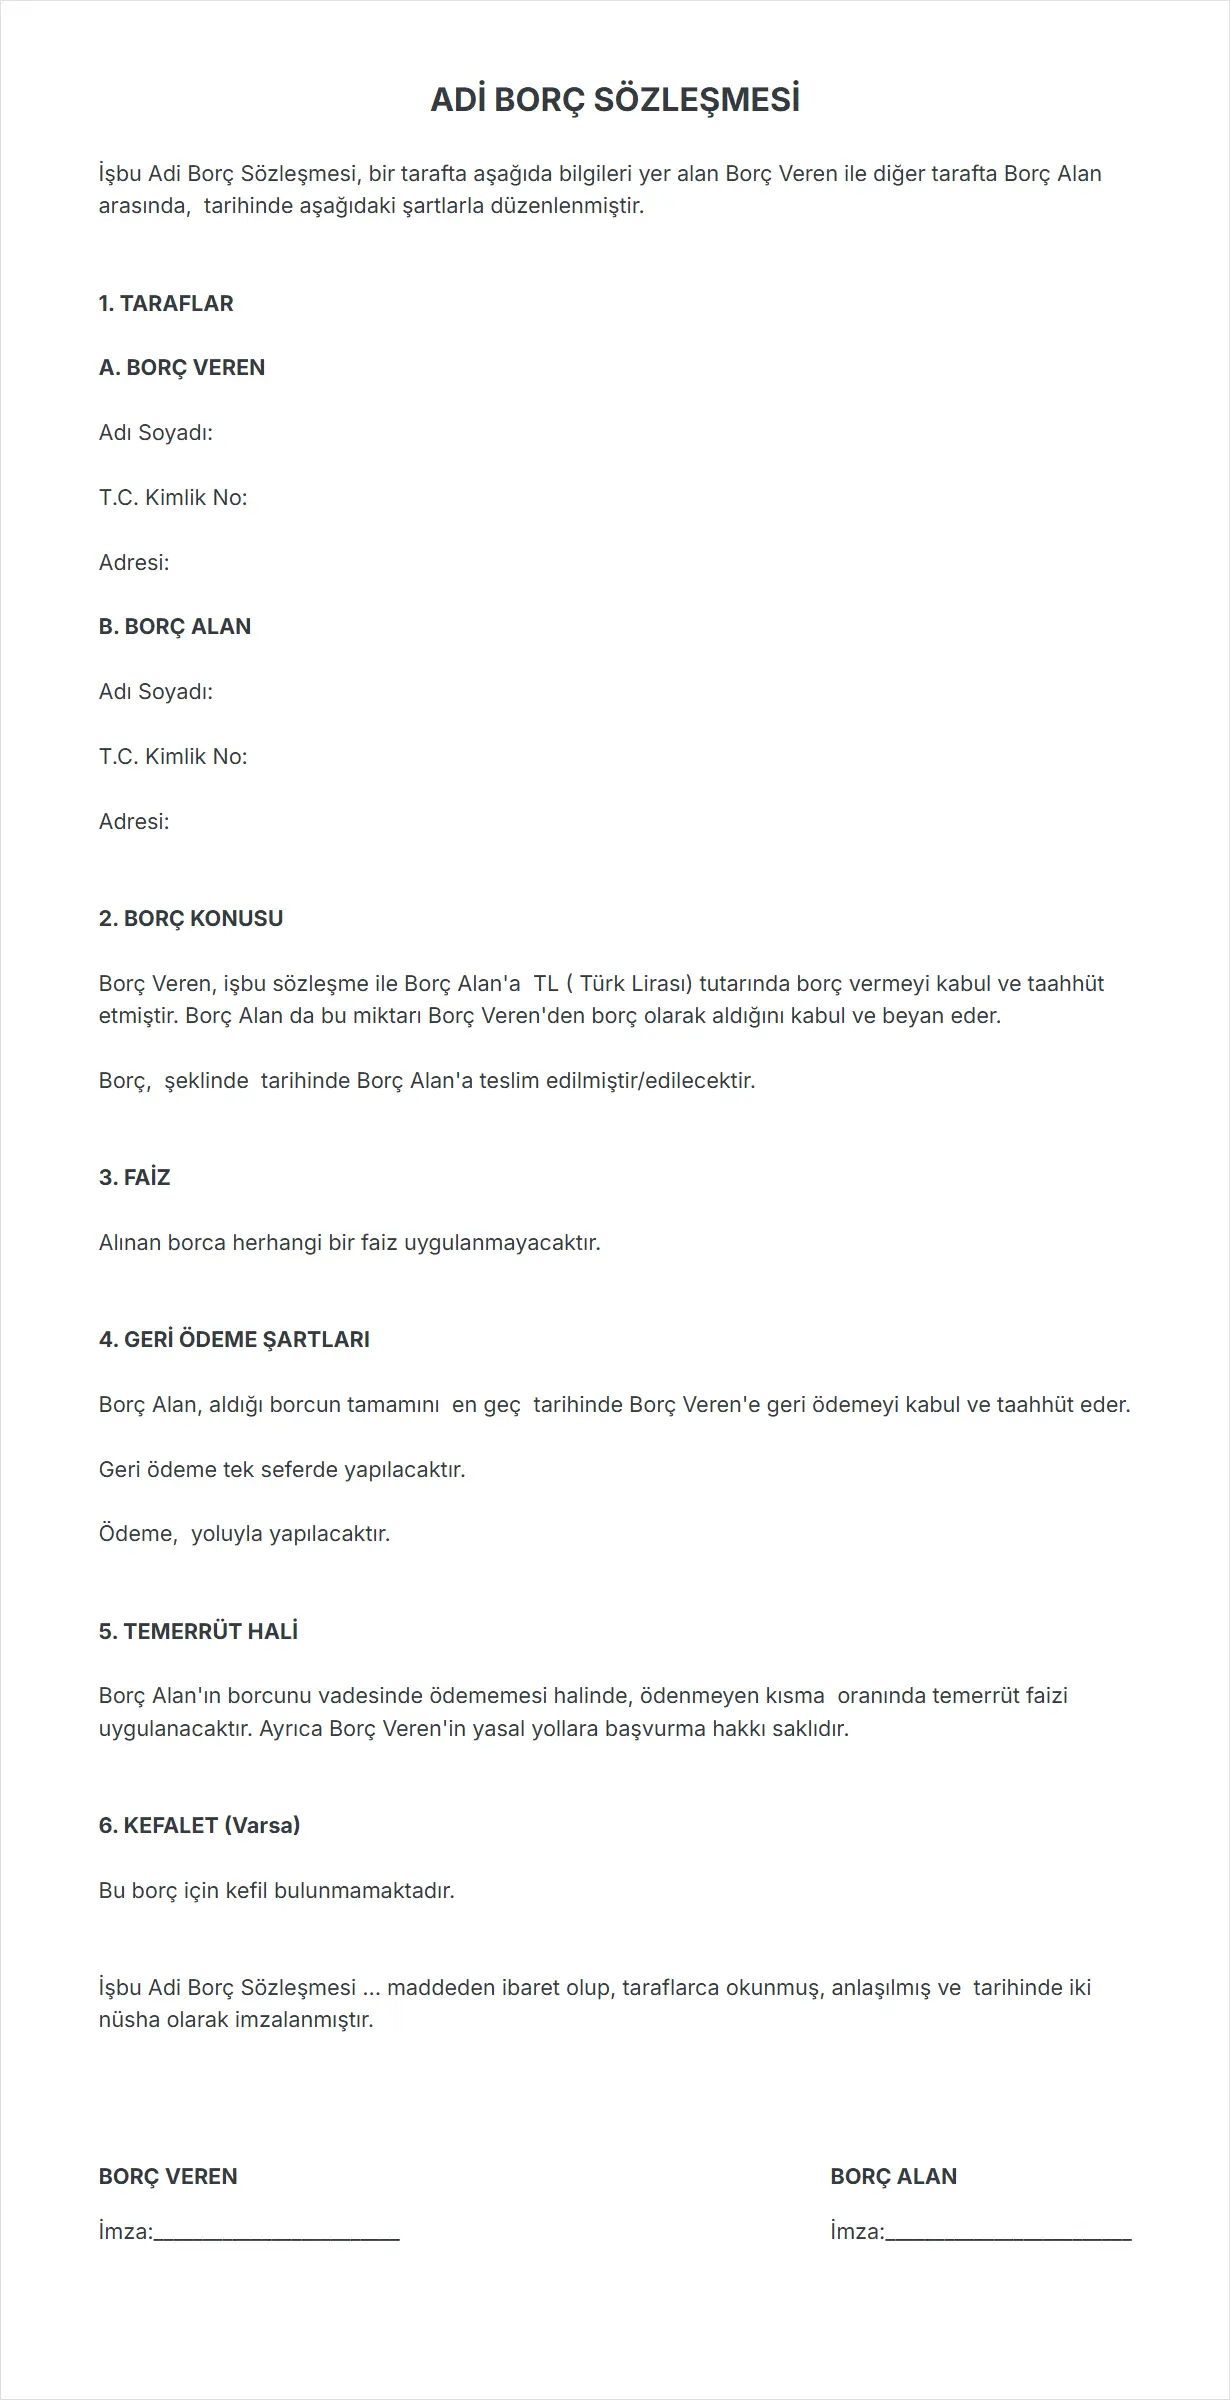 ADİ BORÇ SÖZLEŞMESİ
İşbu Adi Borç Sözleşmesi, bir tarafta aşağıda bilgileri yer alan Borç Veren ile diğer tarafta Borç Alan
arasında,  tarihinde aşağıdaki şartlarla düzenlenmiştir.
1. TARAFLAR
A. BORÇ VEREN
Adı Soyadı:
T.C. Kimlik No:
Adresi:
B. BORÇ ALAN
Adı Soyadı:
T.C. Kimlik No:
Adresi:
2. BORÇ KONUSU
Borç Veren, işbu sözleşme ile Borç Alan'a  TL ( Türk Lirası) tutarında borç vermeyi kabul ve taahhüt
etmiştir. Borç Alan da bu miktarı Borç Veren'den borç olarak aldığını kabul ve beyan eder.
Borç,  şeklinde  tarihinde Borç Alan'a teslim edilmiştir/edilecektir.
3. FAİZ
Alınan borca herhangi bir faiz uygulanmayacaktır.
4. GERİ ÖDEME ŞARTLARI
Borç Alan, aldığı borcun tamamını  en geç  tarihinde Borç Veren'e geri ödemeyi kabul ve taahhüt eder.
Geri ödeme tek seferde yapılacaktır.
Ödeme,  yoluyla yapılacaktır.
5. TEMERRÜT HALİ
Borç Alan'ın borcunu vadesinde ödememesi halinde, ödenmeyen kısma  oranında temerrüt faizi
uygulanacaktır. Ayrıca Borç Veren'in yasal yollara başvurma hakkı saklıdır.
6. KEFALET (Varsa)
Bu borç için kefil bulunmamaktadır.
İşbu Adi Borç Sözleşmesi ... maddeden ibaret olup, taraflarca okunmuş, anlaşılmış ve  tarihinde iki
nüsha olarak imzalanmıştır.
BORÇ VEREN
İmza:________________________
BORÇ ALAN
İmza:________________________